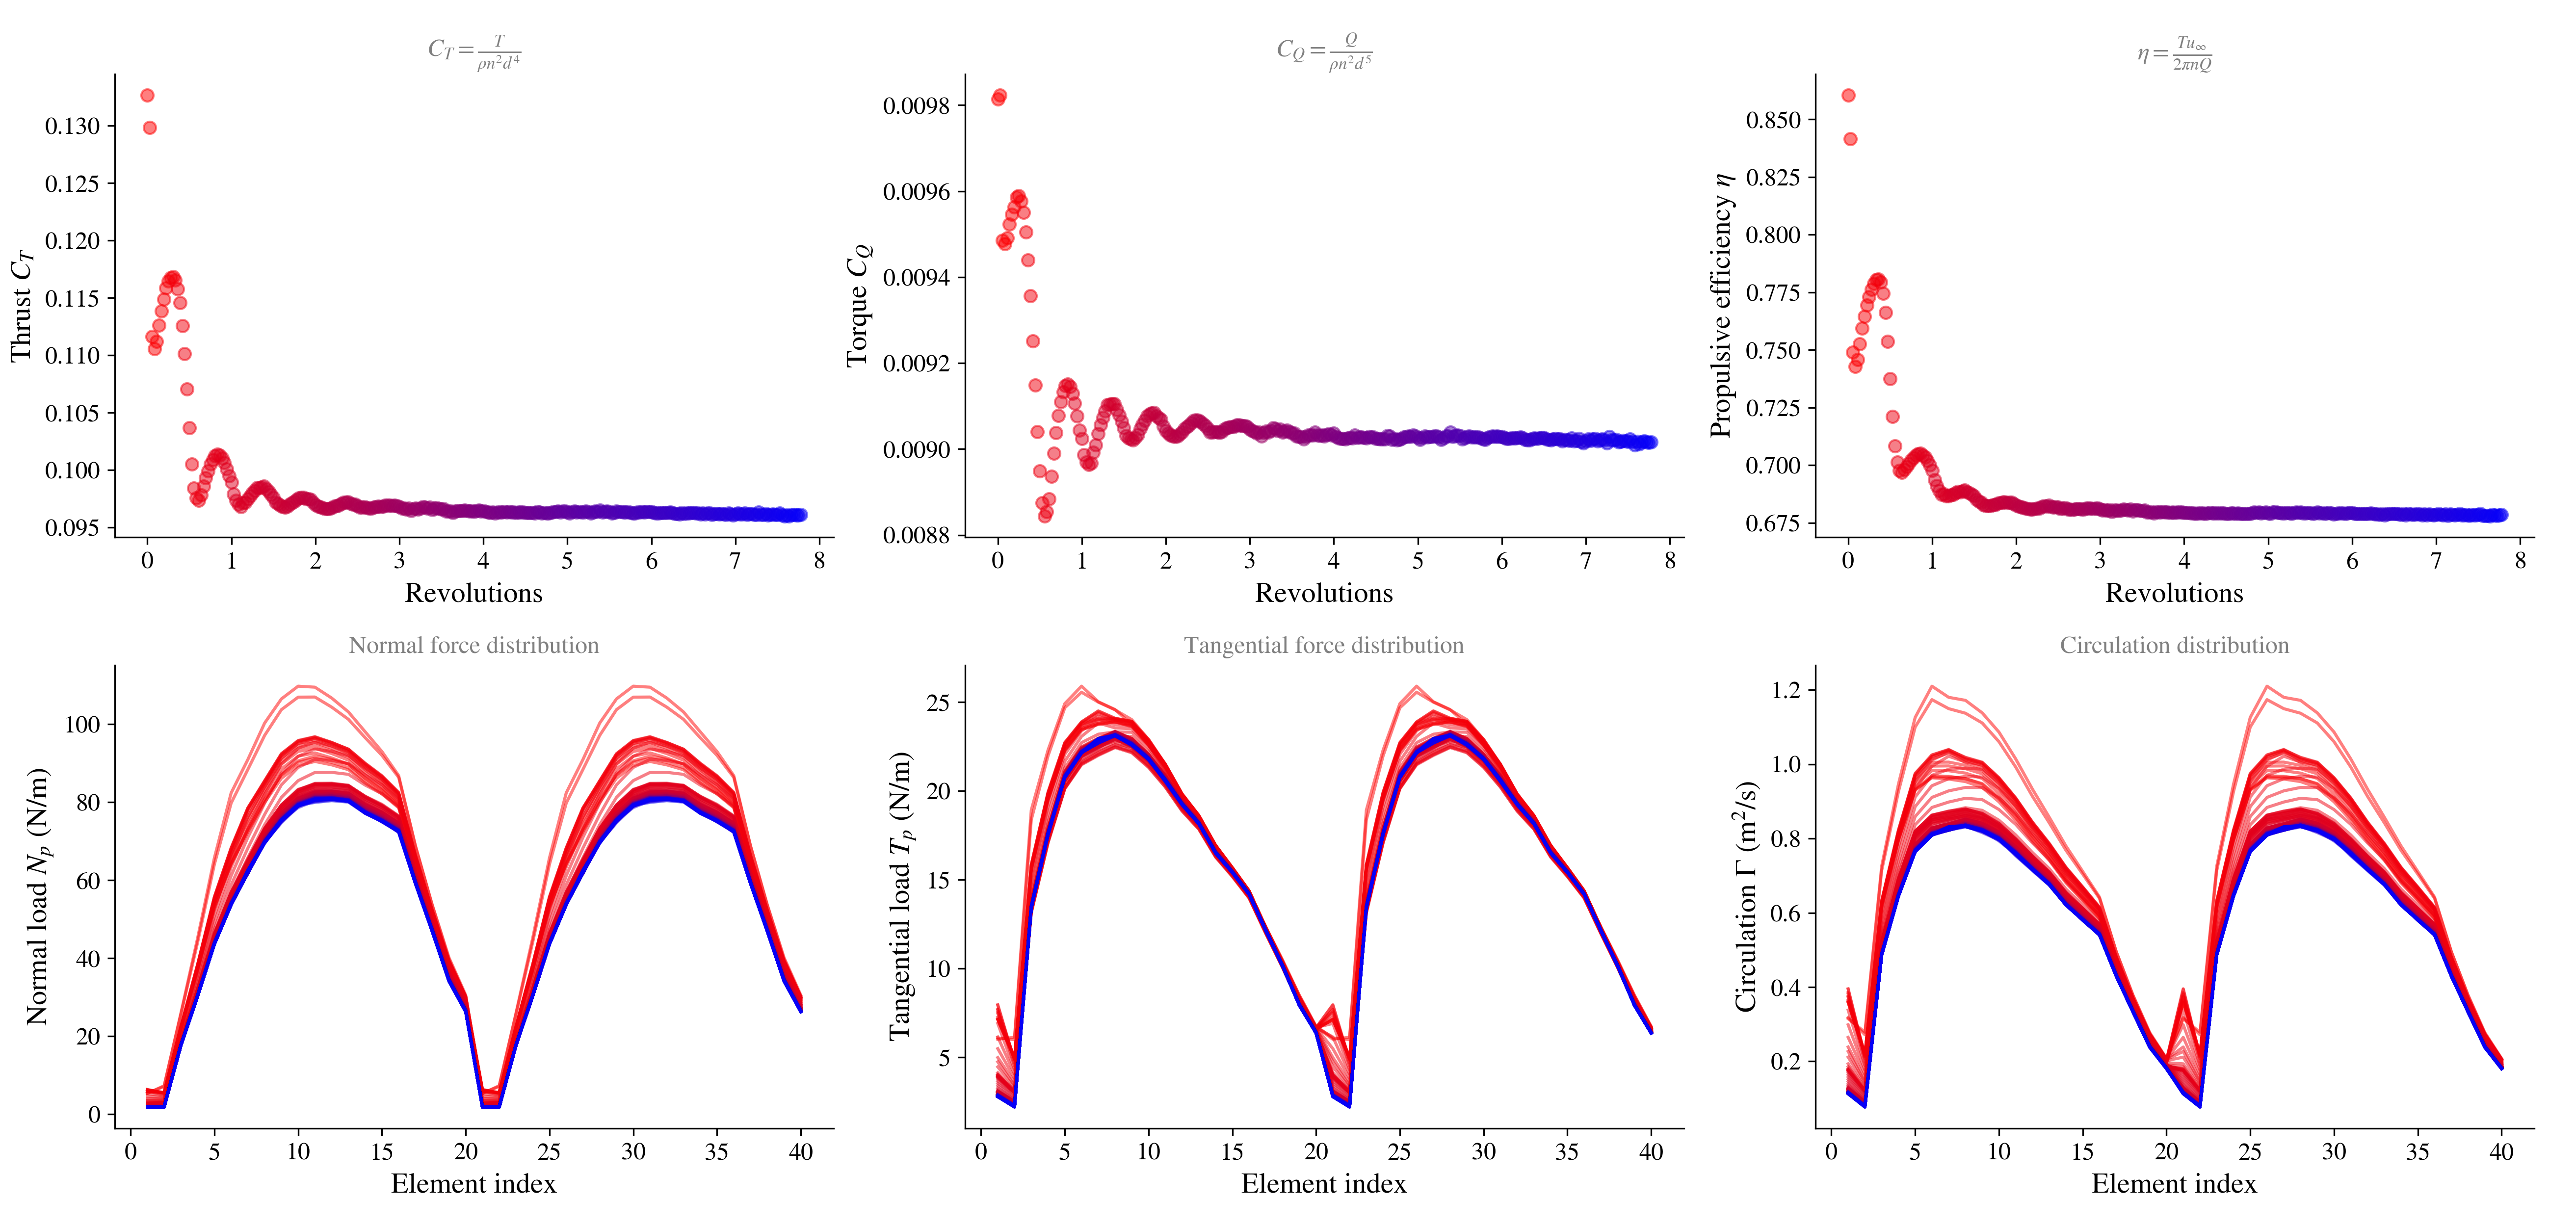 C_T = T / ρn²d⁴
C_Q = Q / ρn²d⁵
η = Tu∞ / 2πnQ
Thrust C_T
0.130
0.125
0.120
0.115
0.110
0.105
0.100
0.095
0 1 2 3 4 5 6 7 8
Revolutions
Torque C_Q
0.0098
0.0096
0.0094
0.0092
0.0090
0.0088
0 1 2 3 4 5 6 7 8
Revolutions
Propulsive efficiency η
0.850
0.825
0.800
0.775
0.750
0.725
0.700
0.675
0 1 2 3 4 5 6 7 8
Revolutions
Normal force distribution
Normal load N_p (N/m)
100
80
60
40
20
0
0 5 10 15 20 25 30 35 40
Element index
Tangential force distribution
Tangential load T_p (N/m)
25
20
15
10
5
0 5 10 15 20 25 30 35 40
Element index
Circulation distribution
Circulation Γ (m²/s)
1.2
1.0
0.8
0.6
0.4
0.2
0 5 10 15 20 25 30 35 40
Element index